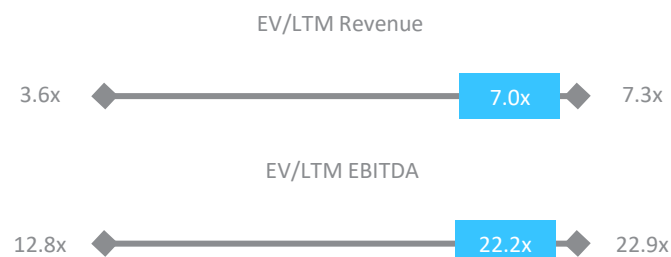 EV/LTM Revenue
3.6x 7.0x 7.3x
EV/LTM EBITDA
12.8x 22.2x 22.9x